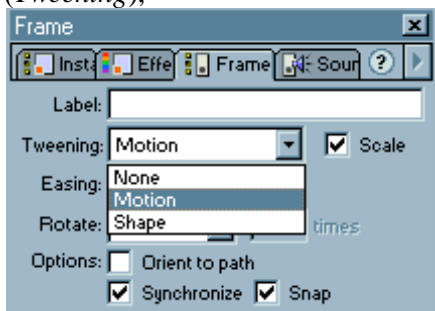 (Tweening),
Frame
Insta Effe Frame Sour ?
Label:
Tweening: Motion Scale
Easing: None
Motion
Rotate: Shape times
Options: Orient to path
Synchronize Snap